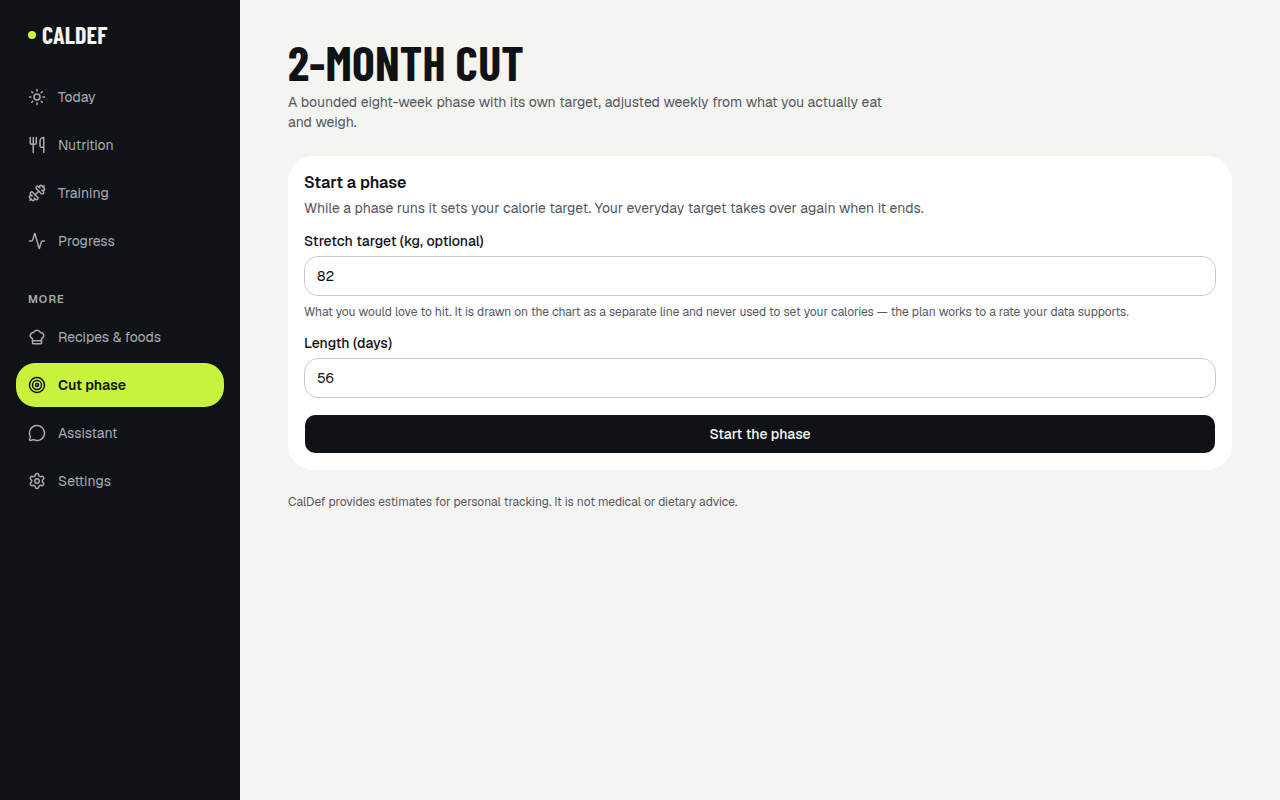 CALDEF
Today
Nutrition
Training
Progress
MORE
Recipes & foods
Cut phase
Assistant
Settings
2-MONTH CUT
A bounded eight-week phase with its own target, adjusted weekly from what you actually eat
and weigh.
Start a phase
While a phase runs it sets your calorie target. Your everyday target takes over again when it ends.
Stretch target (kg, optional)
82
What you would love to hit. It is drawn on the chart as a separate line and never used to set your calories — the plan works to a rate your data supports.
Length (days)
56
Start the phase
CalDef provides estimates for personal tracking. It is not medical or dietary advice.